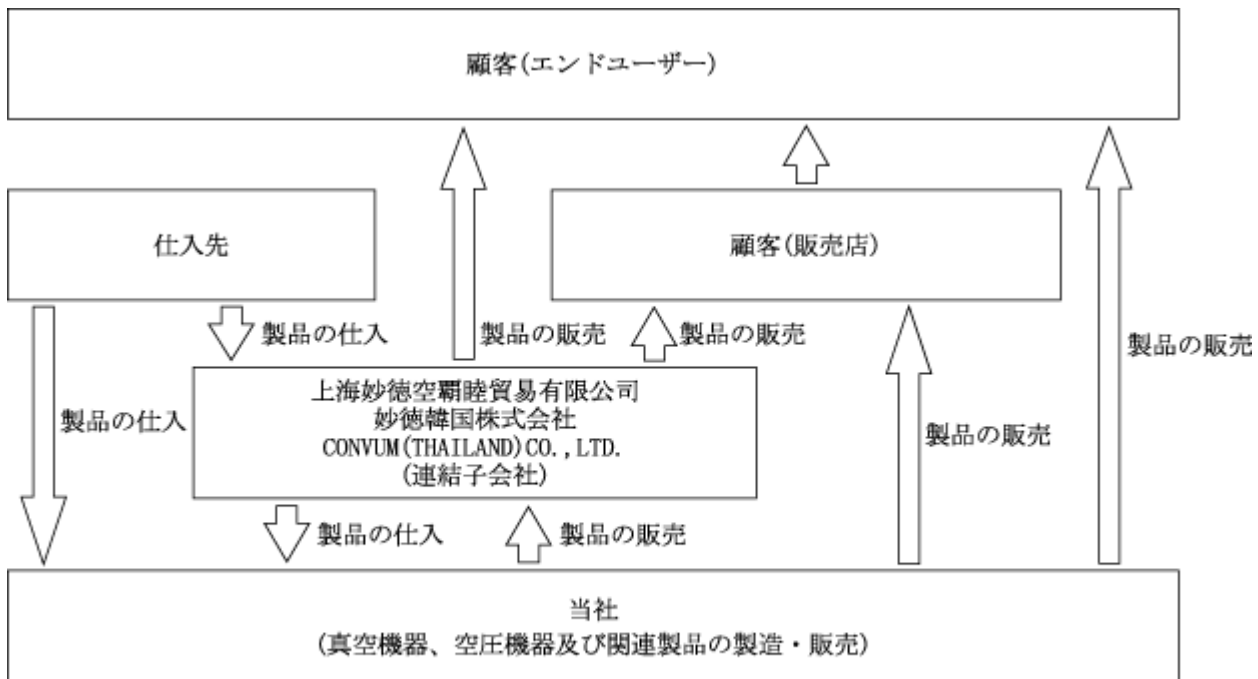 顧客(エンドユーザー)
仕入先
顧客(販売店)
製品の仕入
製品の販売
製品の販売
製品の販売
上海妙徳空覇睦貿易有限公司
妙徳韓国株式会社
CONVUM(THAILAND)CO.,LTD.
(連結子会社)
製品の仕入
製品の販売
製品の仕入
製品の販売
当社
(真空機器、空圧機器及び関連製品の製造・販売)